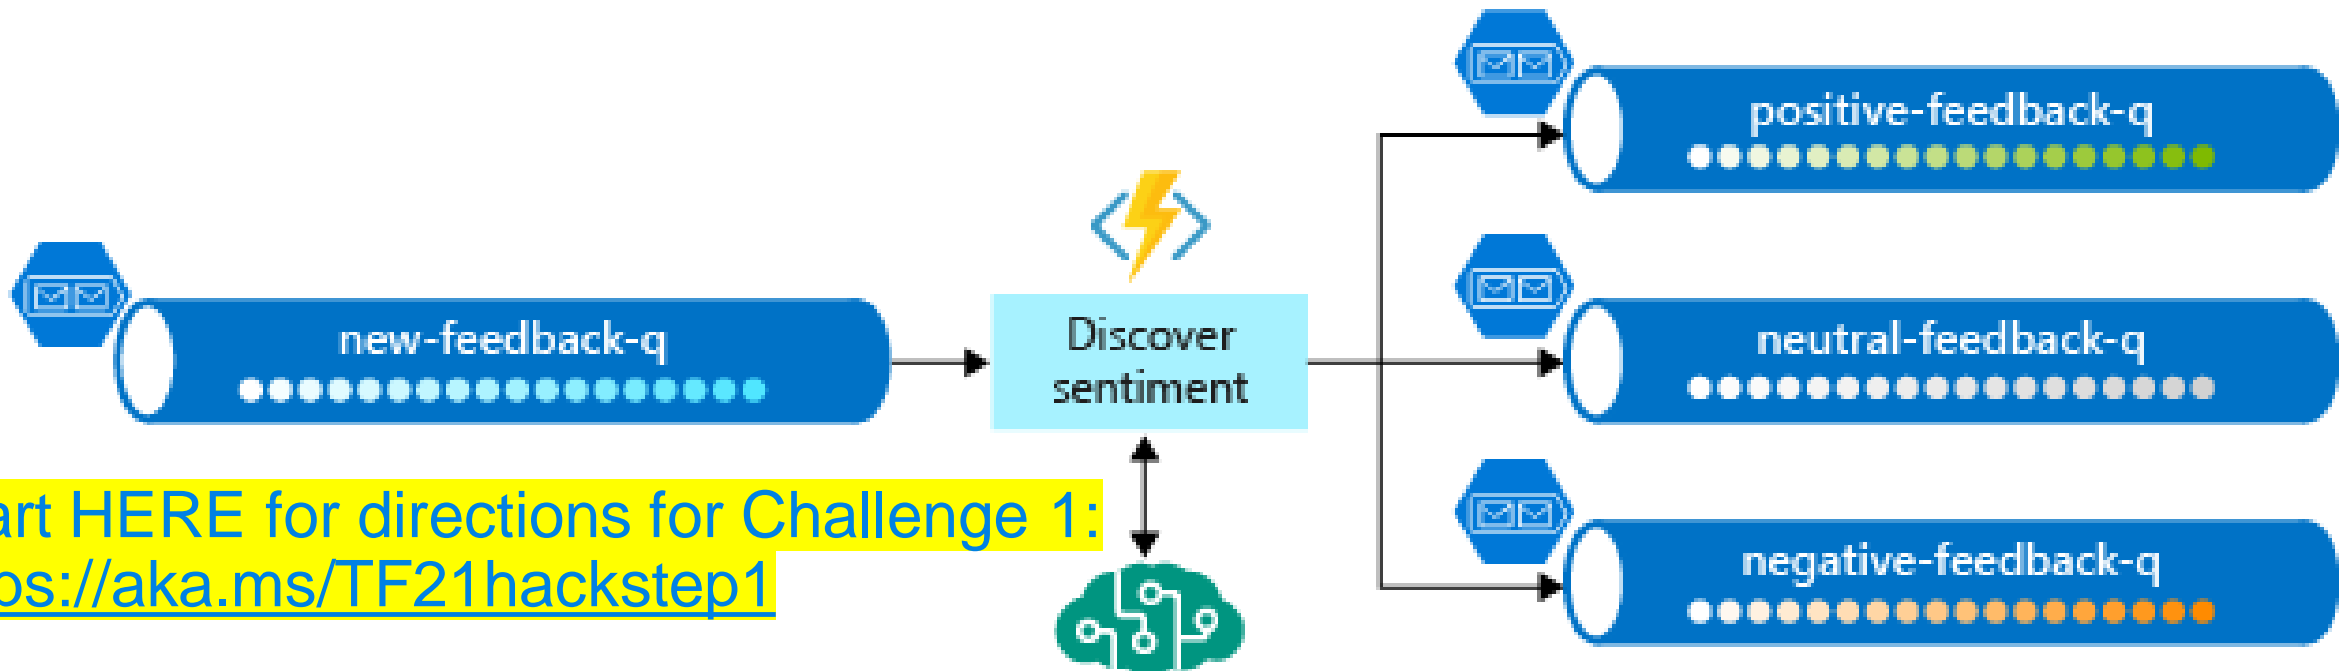 positive-feedback-q
new-feedback-q
Discover
sentiment
neutral-feedback-q
art HERE for directions for Challenge 1:
ps://aka.ms/TF21hackstep1
negative-feedback-q